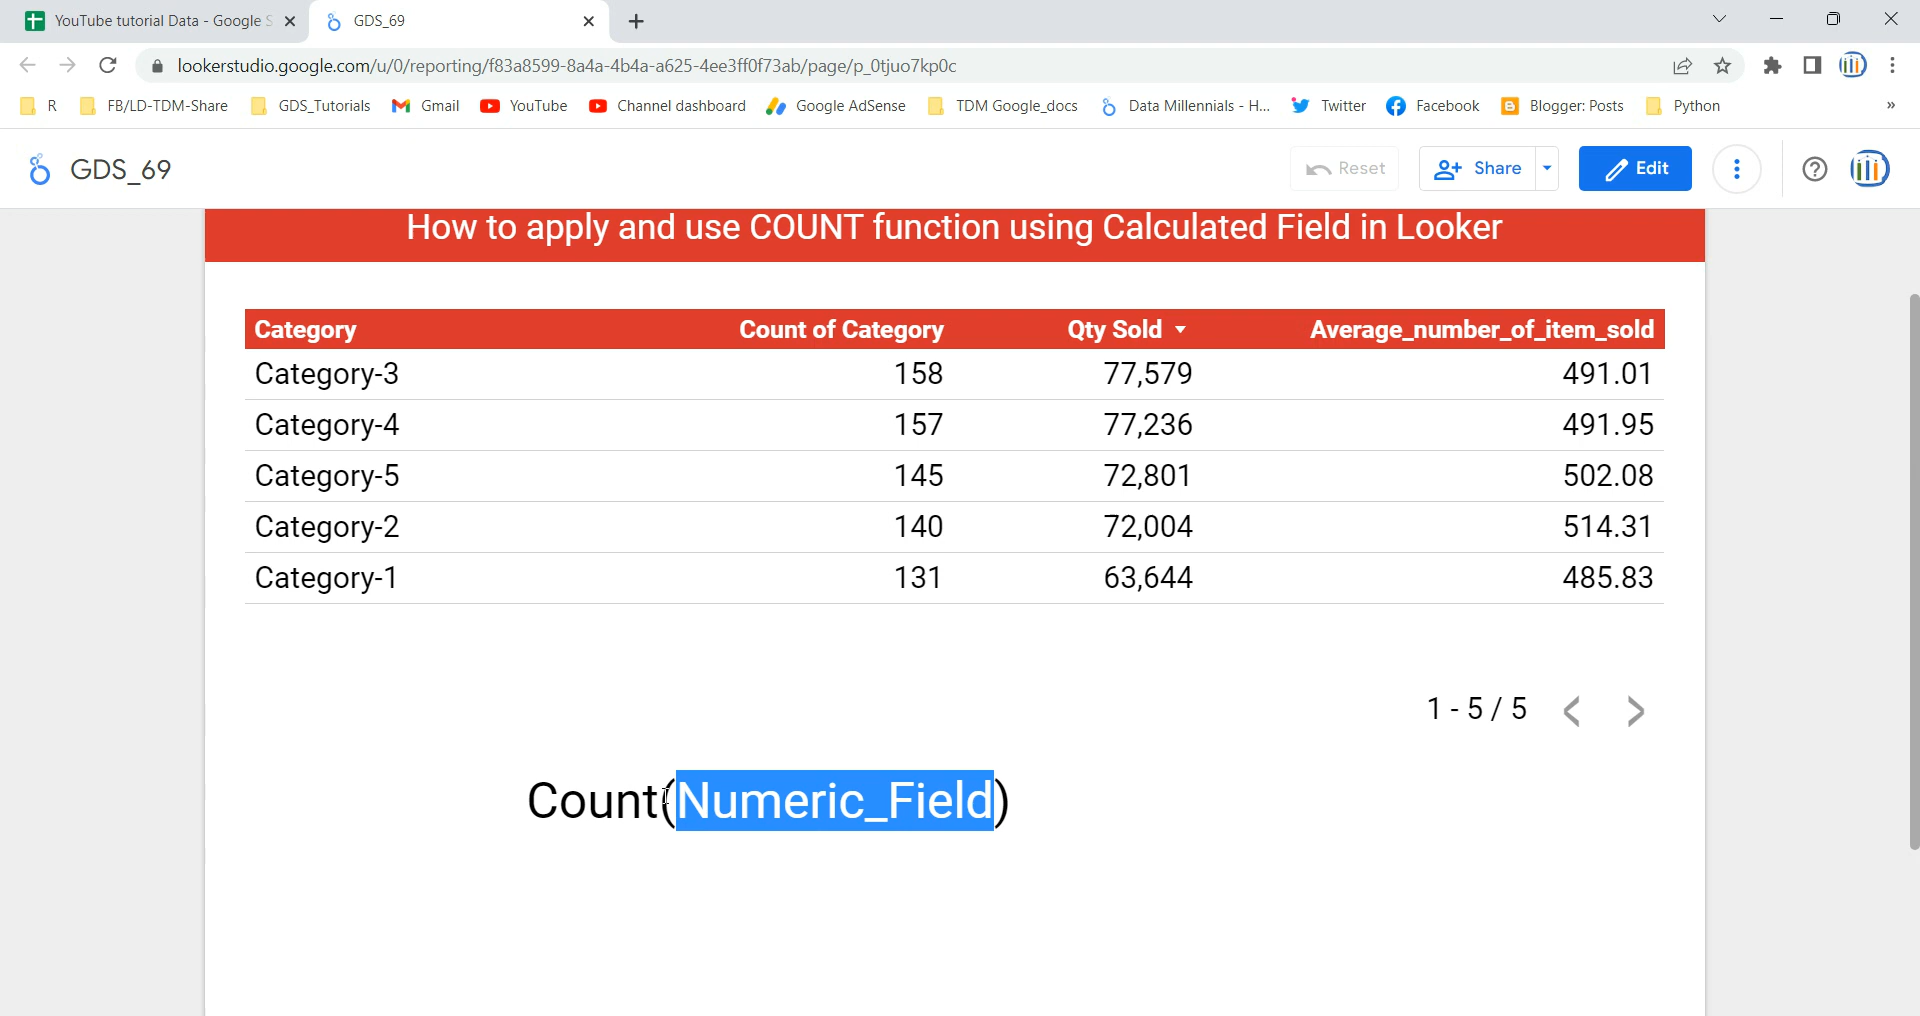 YouTube tutorial Data - Google S
GDS_69
lookerstudio.google.com/u/0/reporting/f83a8599-8a4a-4b4a-a625-4ee3ff0f73ab/page/p_0tjuo7kp0c
R FB/LD-TDM-Share GDS_Tutorials Gmail YouTube Channel dashboard Google AdSense TDM Google_docs Data Millennials - H... Twitter Facebook Blogger: Posts Python »
GDS_69 Reset Share Edit
How to apply and use COUNT function using Calculated Field in Looker
Category Count of Category Qty Sold Average_number_of_item_sold
Category-3 158 77,579 491.01
Category-4 157 77,236 491.95
Category-5 145 72,801 502.08
Category-2 140 72,004 514.31
Category-1 131 63,644 485.83
1 - 5 / 5
Count(Numeric_Field)